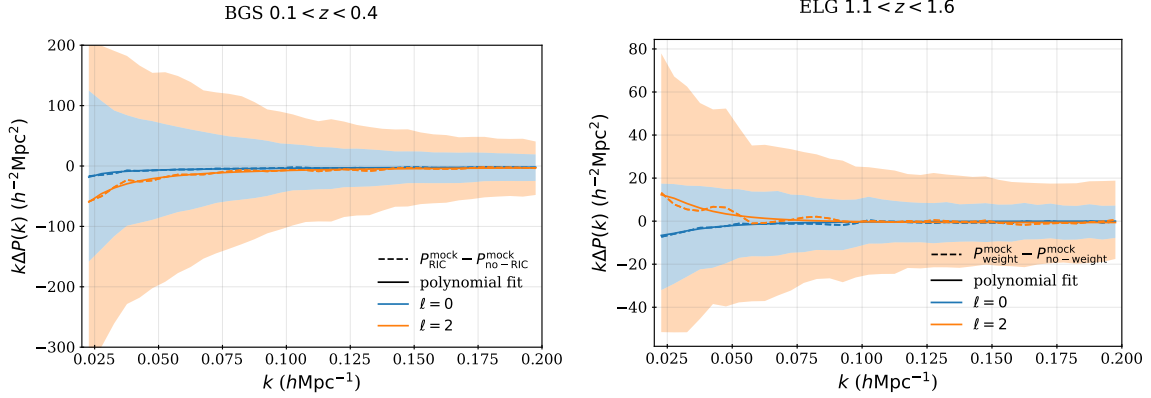 BGS 0.1 < z < 0.4
200
100
0
−100
−200
−300
kΔP(k) (h⁻²Mpc²)
P^mock_RIC − P^mock_no−RIC
polynomial fit
ℓ = 0
ℓ = 2
0.025 0.050 0.075 0.100 0.125 0.150 0.175 0.200
k (hMpc⁻¹)
ELG 1.1 < z < 1.6
80
60
40
20
0
−20
−40
kΔP(k) (h⁻²Mpc²)
P^mock_weight − P^mock_no−weight
polynomial fit
ℓ = 0
ℓ = 2
0.025 0.050 0.075 0.100 0.125 0.150 0.175 0.200
k (hMpc⁻¹)